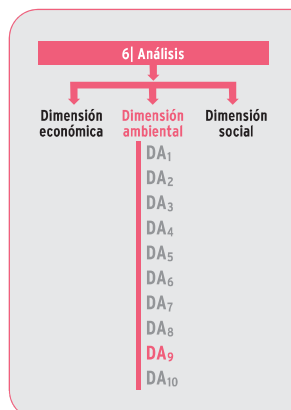 6| Análisis
Dimensión económica
Dimensión ambiental
Dimensión social
DA1
DA2
DA3
DA4
DA5
DA6
DA7
DA8
DA9
DA10